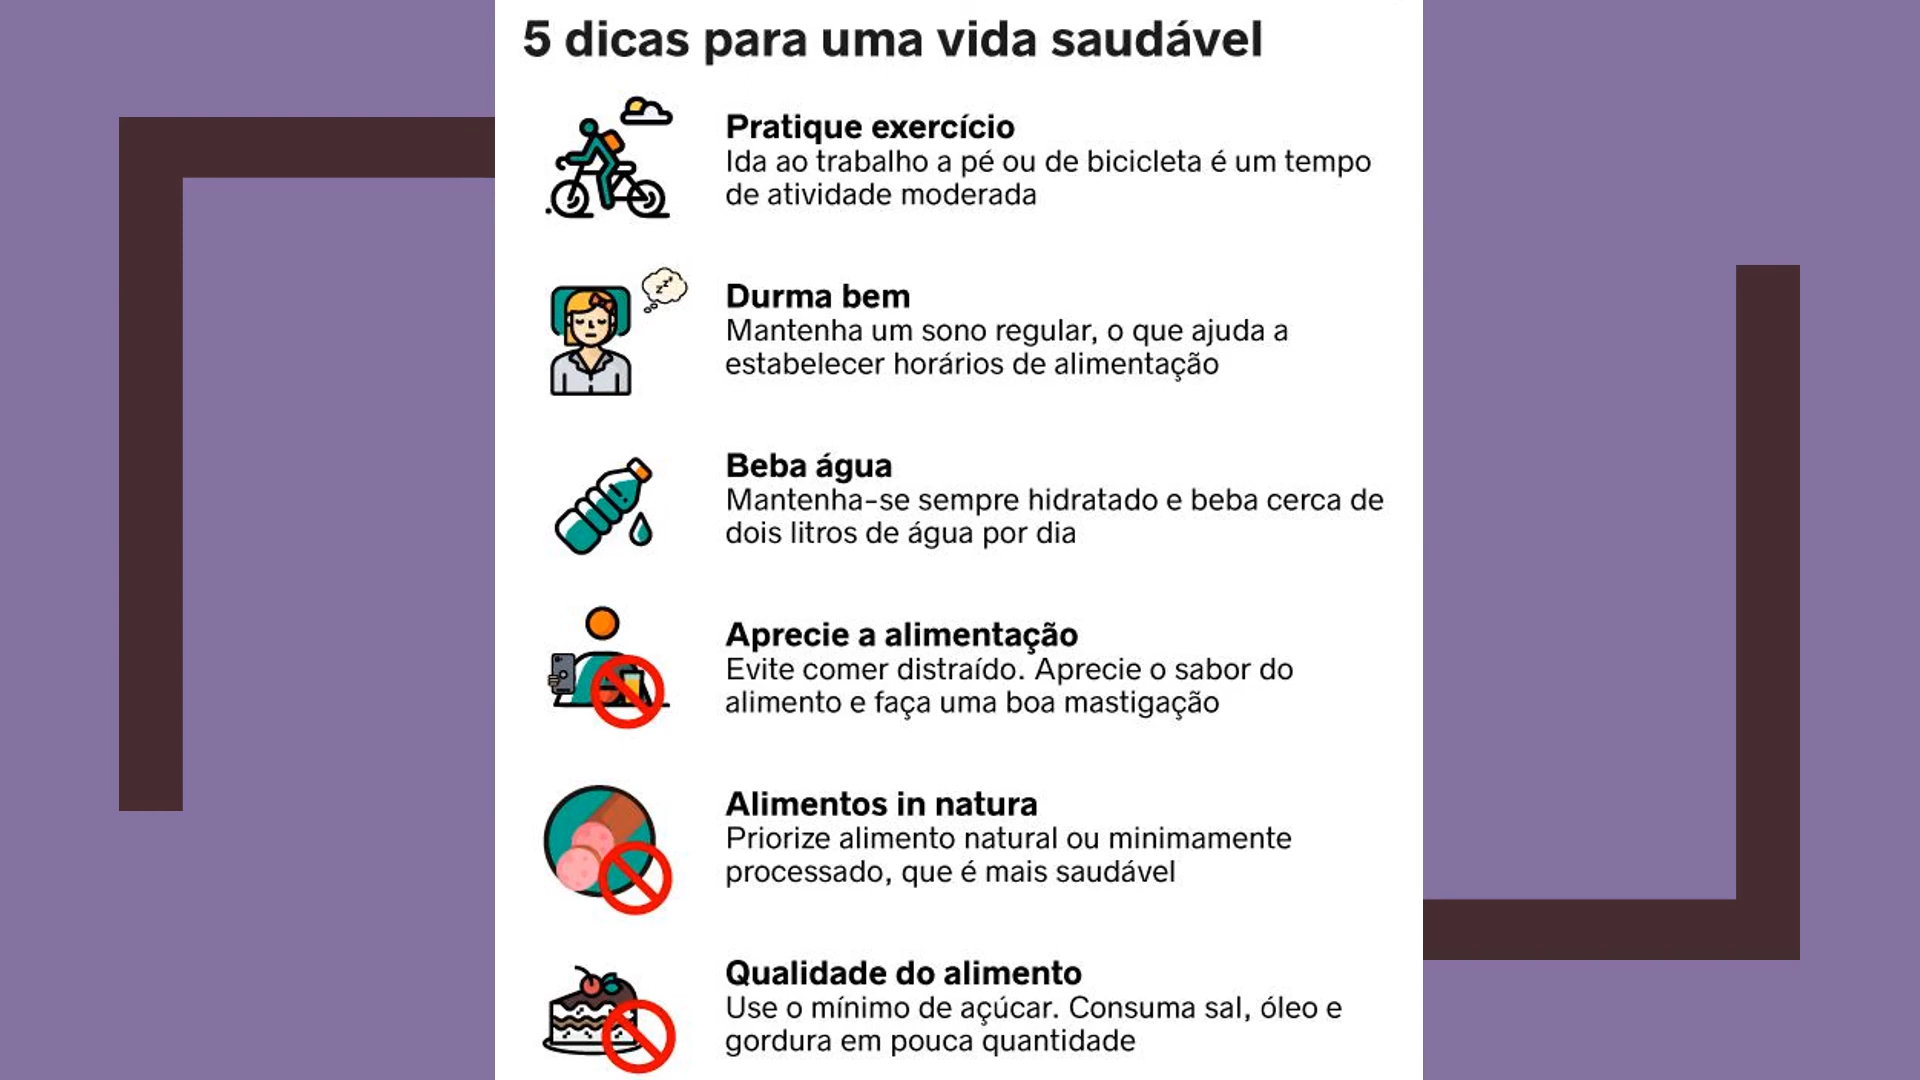 5 dicas para uma vida saudável
Pratique exercício
Ida ao trabalho a pé ou de bicicleta é um tempo
de atividade moderada
zzz
Durma bem
Mantenha um sono regular, o que ajuda a
estabelecer horários de alimentação
Beba água
Mantenha-se sempre hidratado e beba cerca de
dois litros de água por dia
Aprecie a alimentação
Evite comer distraído. Aprecie o sabor do
alimento e faça uma boa mastigação
Alimentos in natura
Priorize alimento natural ou minimamente
processado, que é mais saudável
Qualidade do alimento
Use o mínimo de açúcar. Consuma sal, óleo e
gordura em pouca quantidade